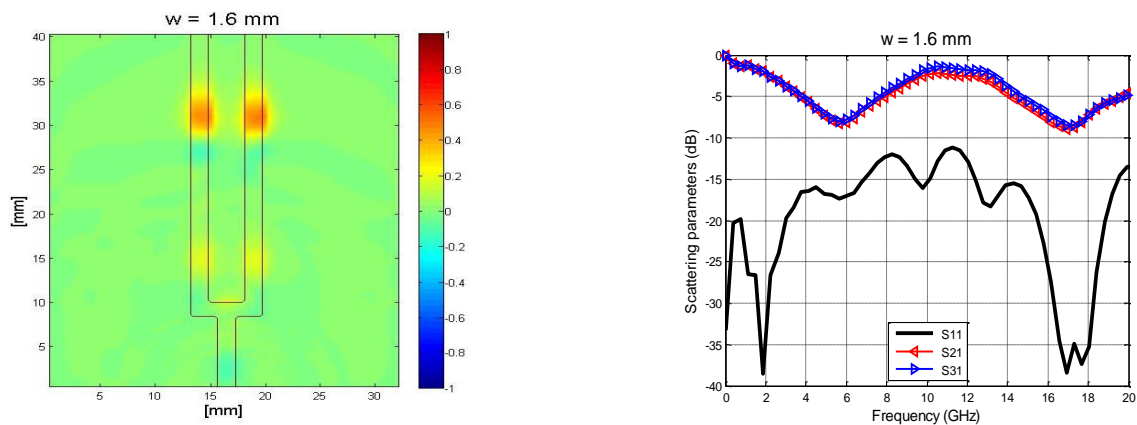 w = 1.6 mm
40
35
30
25
20
15
10
5
[mm]
5 10 15 20 25 30
[mm]
1
0.8
0.6
0.4
0.2
0
-0.2
-0.4
-0.6
-0.8
-1
w = 1.6 mm
0
-5
-10
-15
-20
-25
-30
-35
-40
Scattering parameters (dB)
S11
S21
S31
0 2 4 6 8 10 12 14 16 18 20
Frequency (GHz)